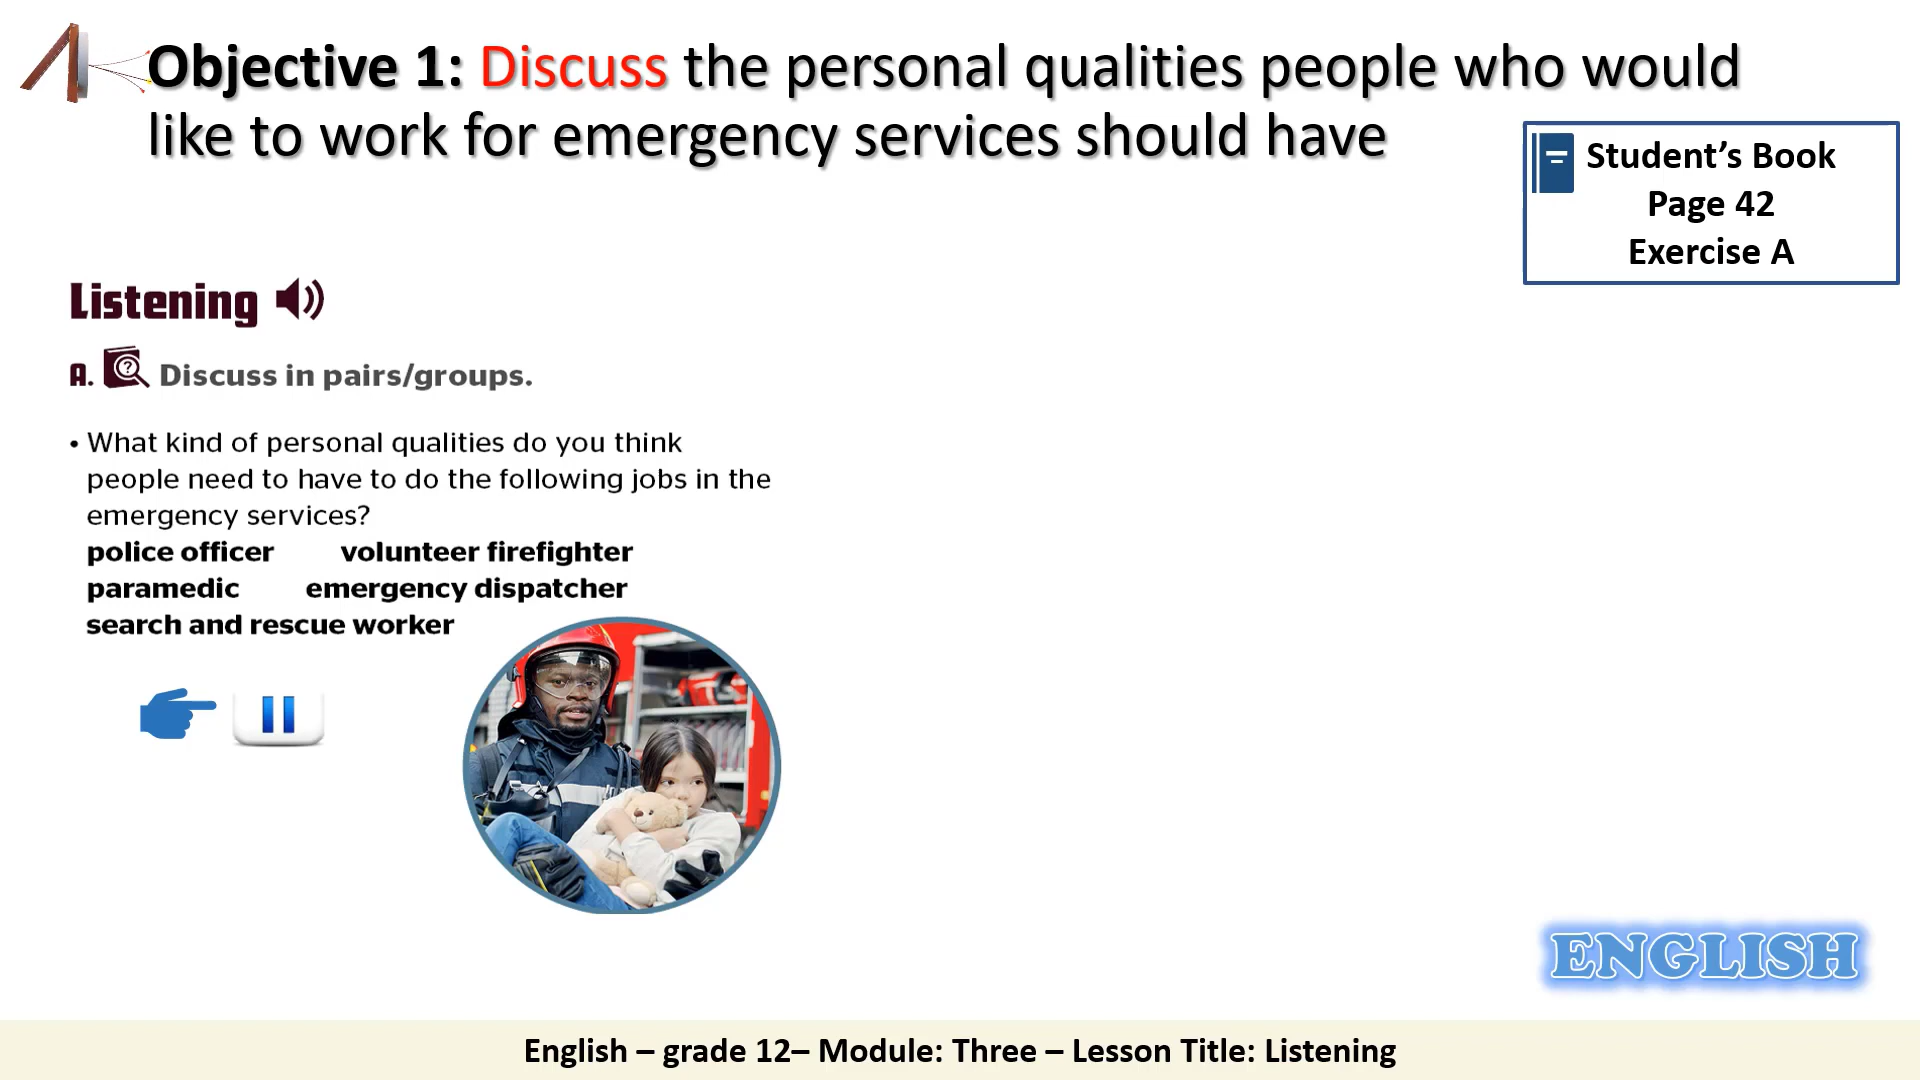 Objective 1: Discuss the personal qualities people who would
like to work for emergency services should have
Student’s Book
Page 42
Exercise A
Listening
A. Discuss in pairs/groups.
• What kind of personal qualities do you think
people need to have to do the following jobs in the
emergency services?
police officer volunteer firefighter
paramedic emergency dispatcher
search and rescue worker
ENGLISH
English – grade 12– Module: Three – Lesson Title: Listening